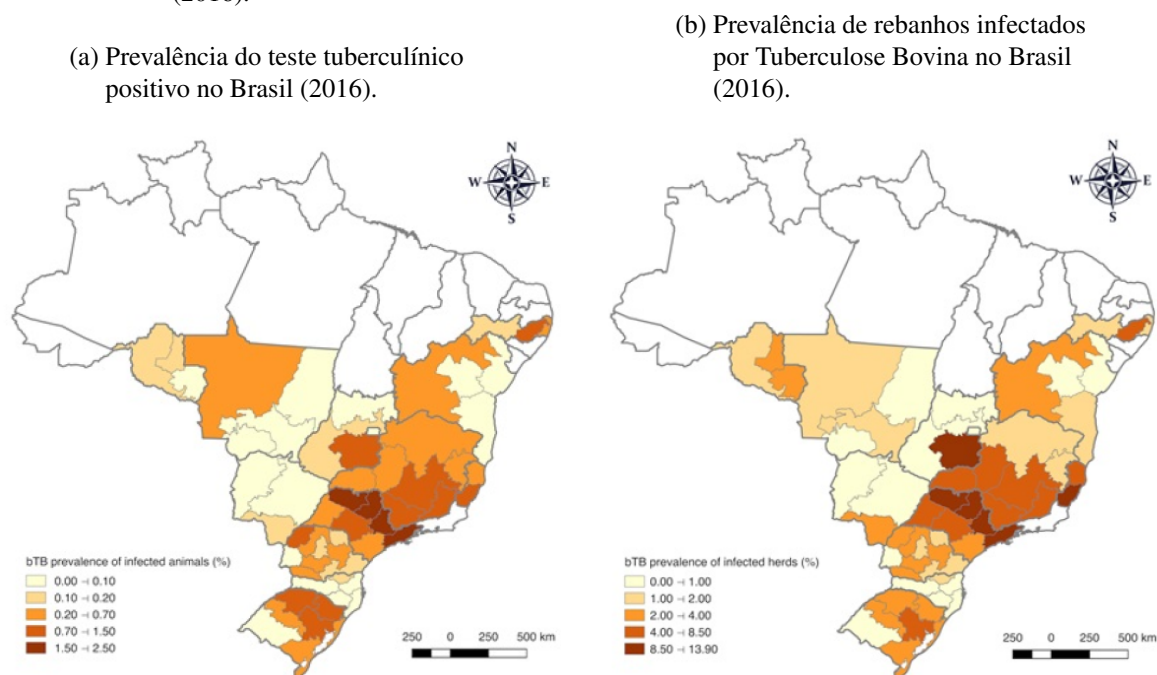 (2016).
(a) Prevalência do teste tuberculínico
positivo no Brasil (2016).
(b) Prevalência de rebanhos infectados
por Tuberculose Bovina no Brasil
(2016).
N
W
E
S
bTB prevalence of infected animals (%)
0.00 ⊣ 0.10
0.10 ⊣ 0.20
0.20 ⊣ 0.70
0.70 ⊣ 1.50
1.50 ⊣ 2.50
250 0 250 500 km
N
W
E
S
bTB prevalence of infected herds (%)
0.00 ⊣ 1.00
1.00 ⊣ 2.00
2.00 ⊣ 4.00
4.00 ⊣ 8.50
8.50 ⊣ 13.90
250 0 250 500 km